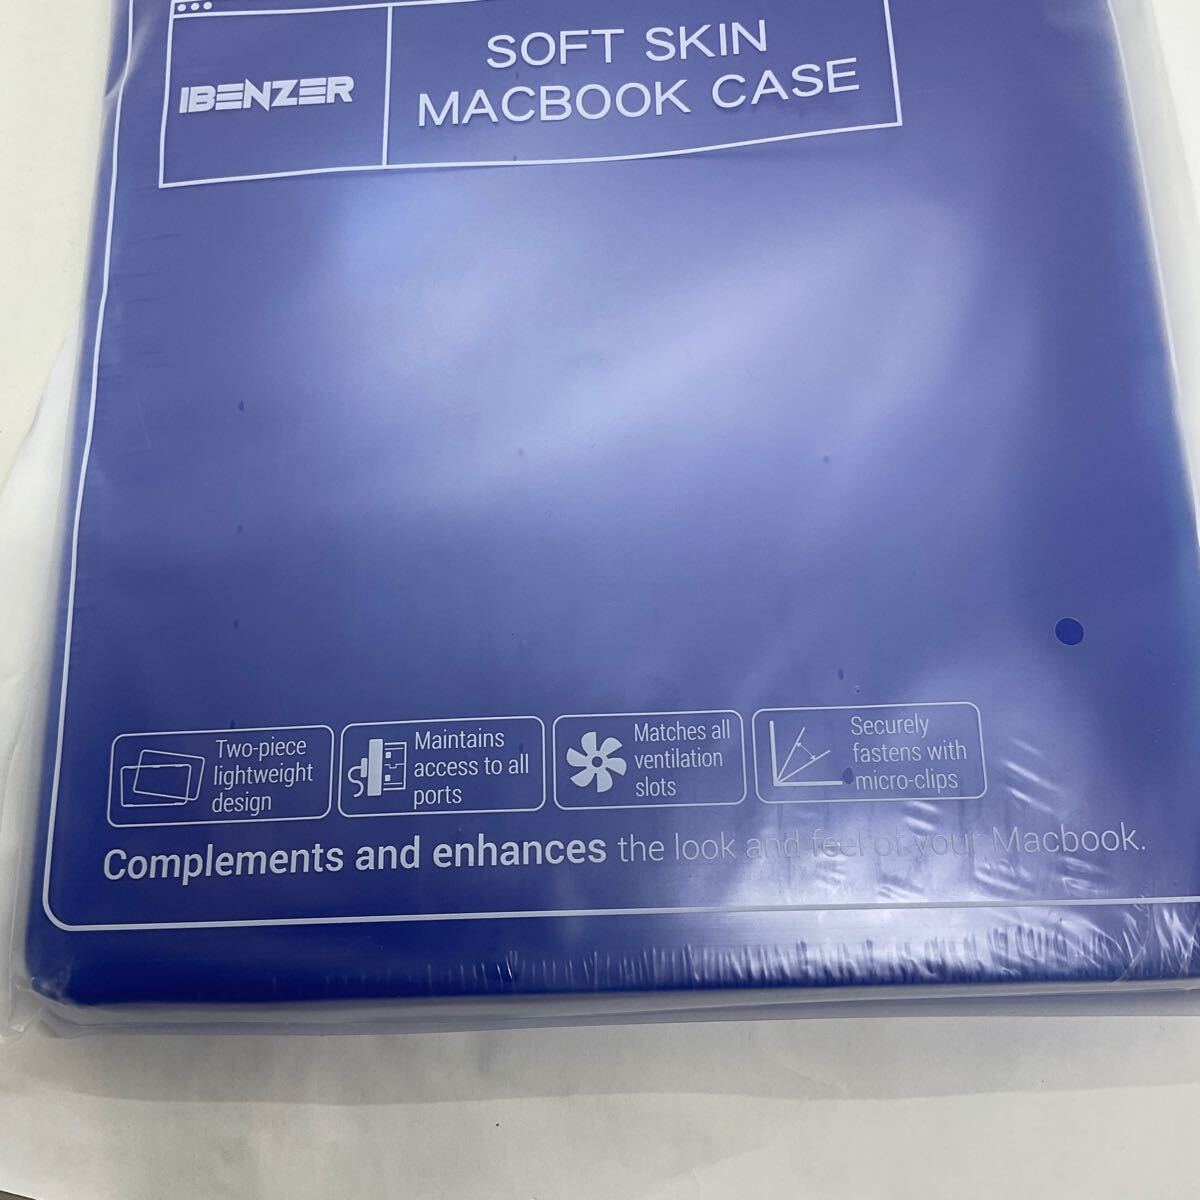 IBENZER
SOFT SKIN
MACBOOK CASE
Two-piece
lightweight
design
Maintains
access to all
ports
Matches all
ventilation
slots
Securely
fastens with
micro-clips
Complements and enhances the look and feel of your Macbook.